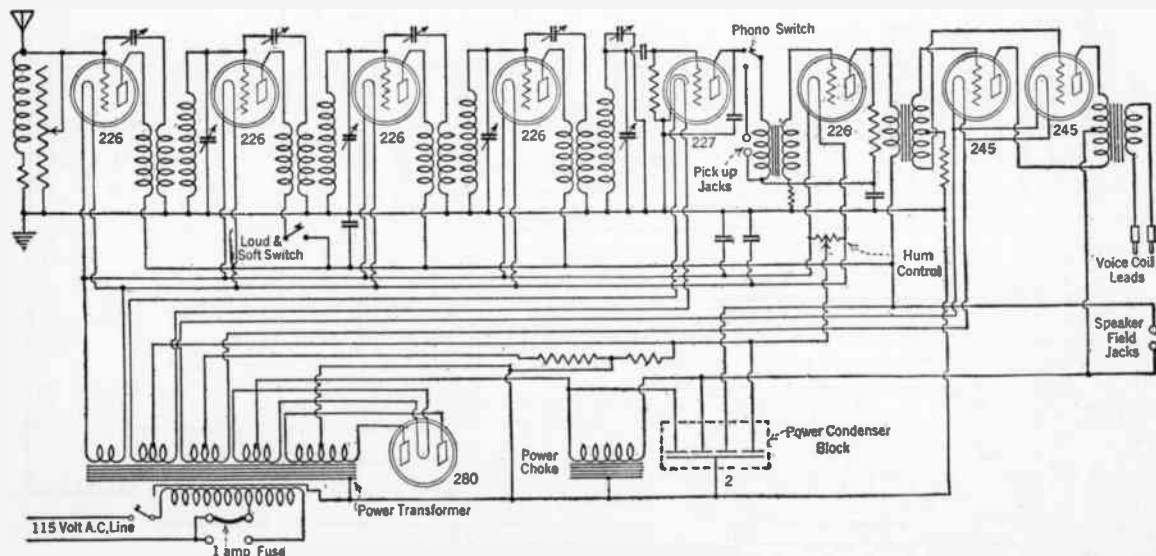 Phono Switch
226
226
226
226
227
226
245
245
Pick up
Jacks
Loud &
Soft Switch
Hum
Control
Voice Coil
Leads
Speaker
Field
Jacks
280
Power
Choke
Power Condenser
Block
2
Power Transformer
115 Volt A.C. Line
1 amp Fuse